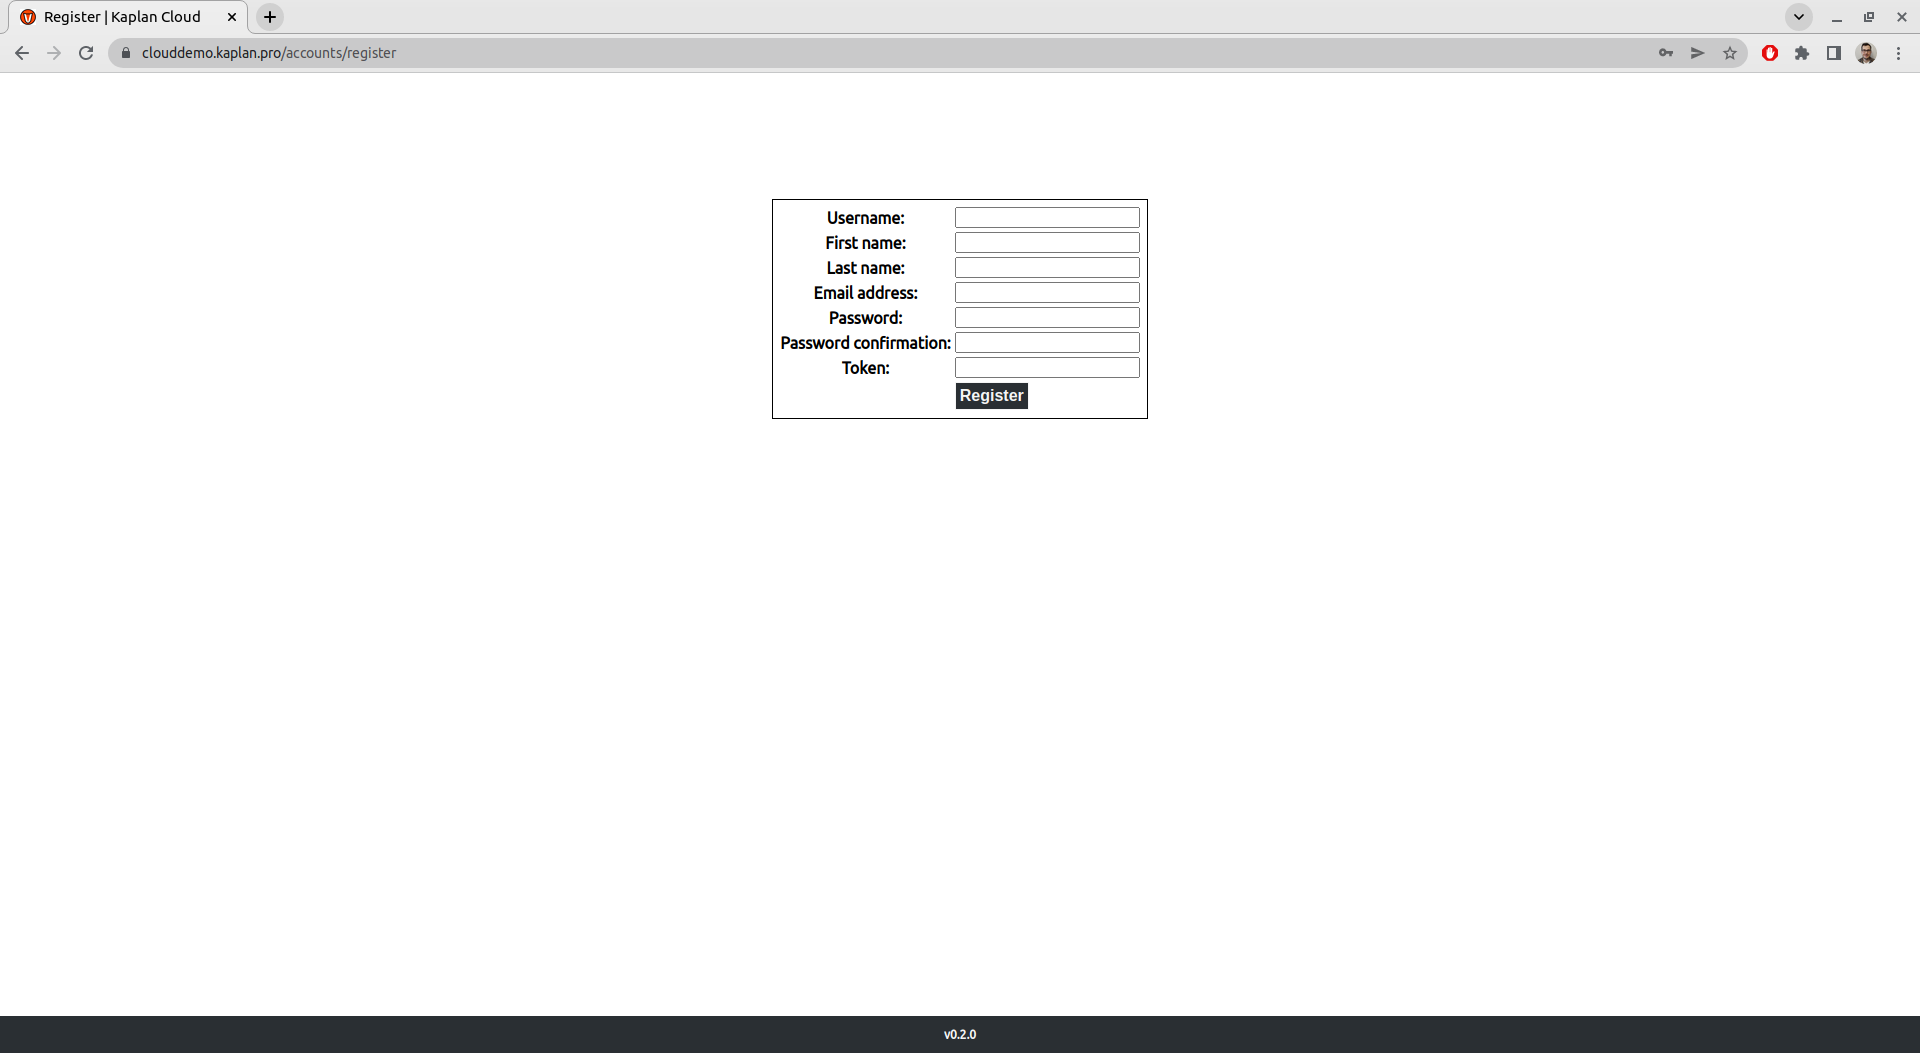 Register | Kaplan Cloud
clouddemo.kaplan.pro/accounts/register
Username:
First name:
Last name:
Email address:
Password:
Password confirmation:
Token:
Register
v0.2.0